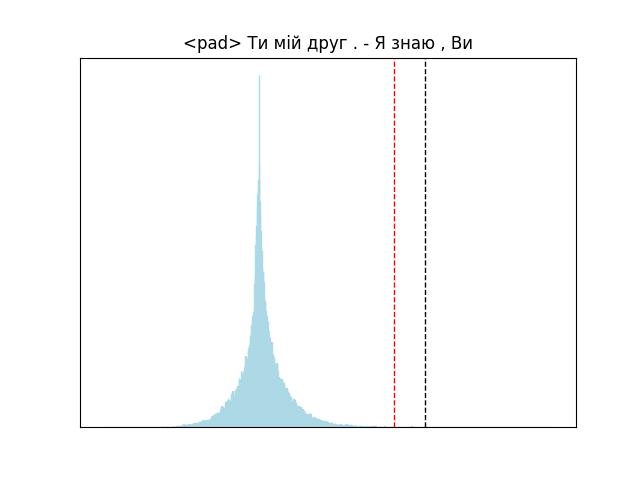 <pad> Ти мій друг . - Я знаю , Ви